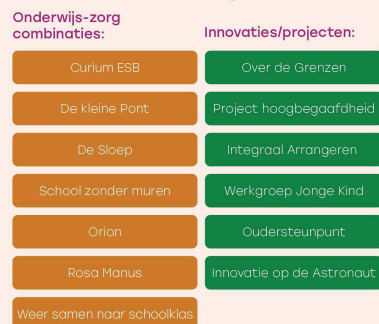 Onderwijs-zorg
combinaties:
Curium ESB
De kleine Pont
De Sloep
School zonder muren
Orion
Rosa Manus
Weer samen naar schoolklas
Innovaties/projecten:
Over de Grenzen
Project hoogbegaafdheid
Integraal Arrangeren
Werkgroep Jonge Kind
Oudersteunpunt
Innovatie op de Astronaut